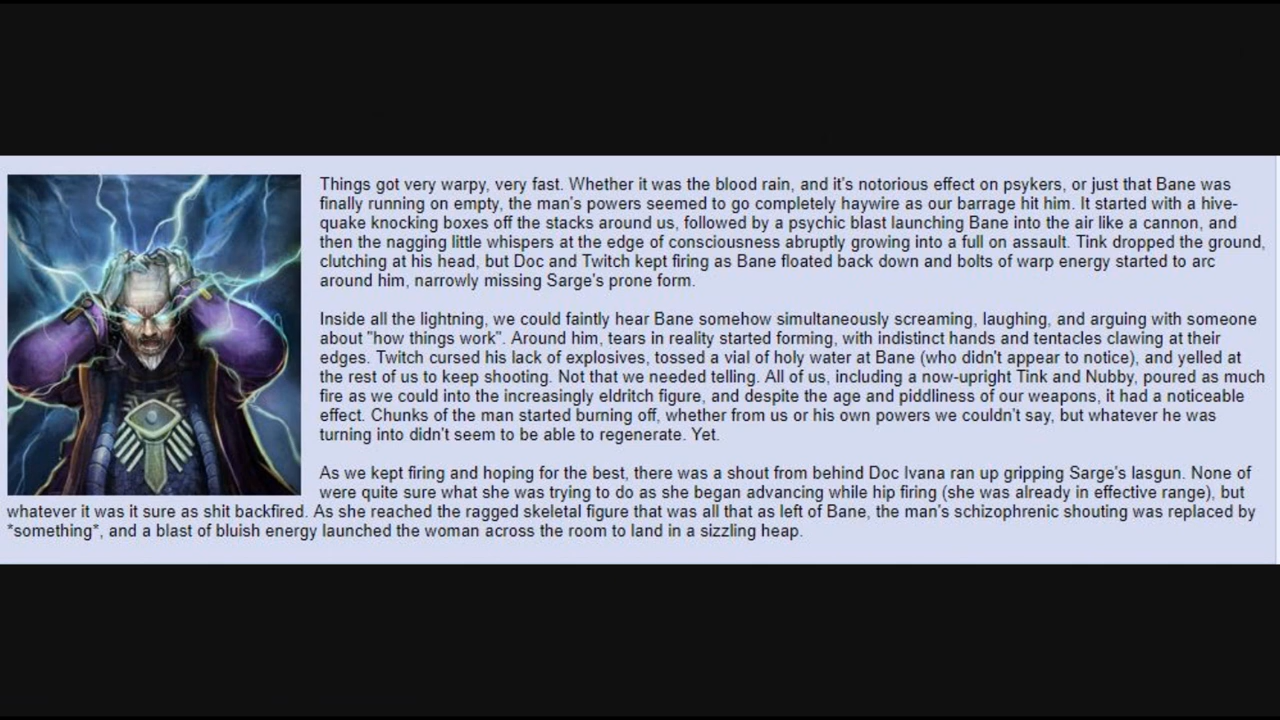 Things got very warpy, very fast. Whether it was the blood rain, and it's notorious effect on psykers, or just that Bane was
finally running on empty, the man's powers seemed to go completely haywire as our barrage hit him. It started with a hive-
quake knocking boxes off the stacks around us, followed by a psychic blast launching Bane into the air like a cannon, and
then the nagging little whispers at the edge of consciousness abruptly growing into a full on assault. Tink dropped the ground,
clutching at his head, but Doc and Twitch kept firing as Bane floated back down and bolts of warp energy started to arc
around him, narrowly missing Sarge's prone form.
Inside all the lightning, we could faintly hear Bane somehow simultaneously screaming, laughing, and arguing with someone
about "how things work". Around him, tears in reality started forming, with indistinct hands and tentacles clawing at their
edges. Twitch cursed his lack of explosives, tossed a vial of holy water at Bane (who didn't appear to notice), and yelled at
the rest of us to keep shooting. Not that we needed telling. All of us, including a now-upright Tink and Nubby, poured as much
fire as we could into the increasingly eldritch figure, and despite the age and piddliness of our weapons, it had a noticeable
effect. Chunks of the man started burning off, whether from us or his own powers we couldn't say, but whatever he was
turning into didn't seem to be able to regenerate. Yet.
As we kept firing and hoping for the best, there was a shout from behind Doc Ivana ran up gripping Sarge's lasgun. None of
were quite sure what she was trying to do as she began advancing while hip firing (she was already in effective range), but
whatever it was it sure as shit backfired. As she reached the ragged skeletal figure that was all that as left of Bane, the man's schizophrenic shouting was replaced by
*something*, and a blast of bluish energy launched the woman across the room to land in a sizzling heap.